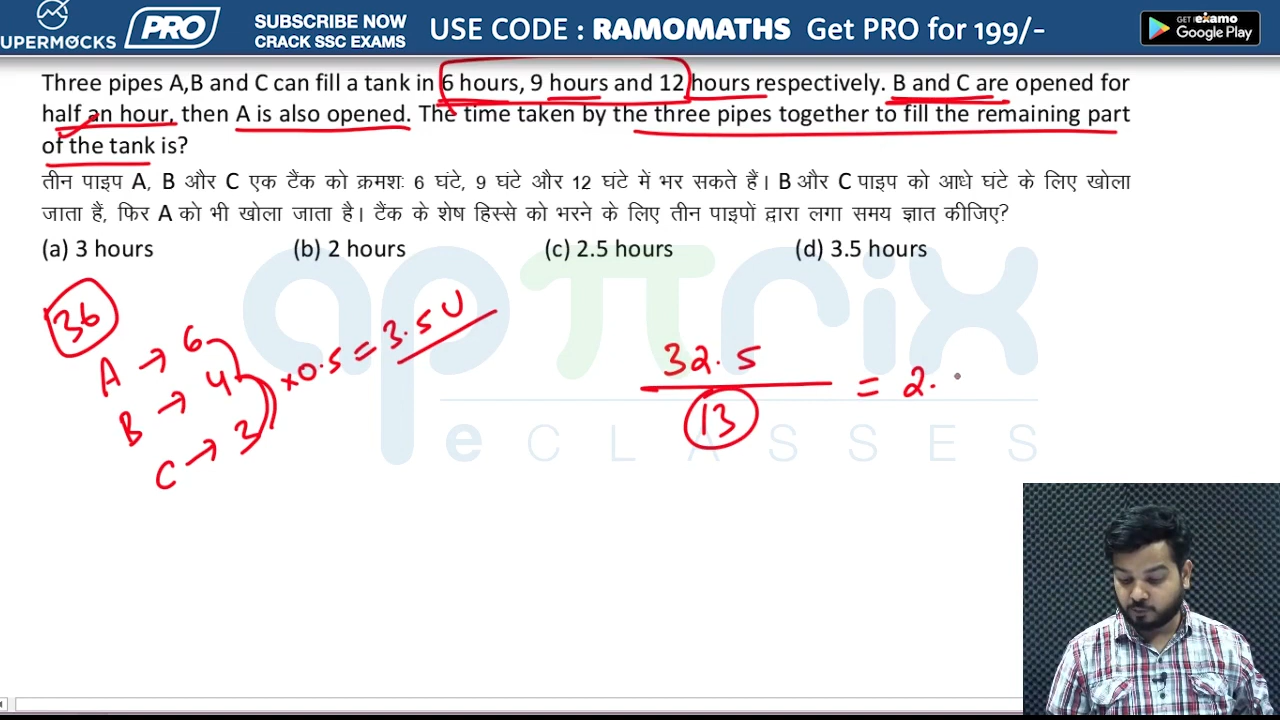 SUPERMOCKS PRO SUBSCRIBE NOW CRACK SSC EXAMS USE CODE : RAMOMATHS Get PRO for 199/- GET IT ON examo Google Play
Three pipes A,B and C can fill a tank in 6 hours, 9 hours and 12 hours respectively. B and C are opened for
half an hour, then A is also opened. The time taken by the three pipes together to fill the remaining part
of the tank is?
तीन पाइप A, B और C एक टैंक को क्रमशः 6 घंटे, 9 घंटे और 12 घंटे में भर सकते हैं। B और C पाइप को आधे घंटे के लिए खोला
जाता हैं, फिर A को भी खोला जाता है। टैंक के शेष हिस्से को भरने के लिए तीन पाइपों द्वारा लगा समय ज्ञात कीजिए?
(a) 3 hours (b) 2 hours (c) 2.5 hours (d) 3.5 hours
36
A → 6
B → 4
C → 3
×0.5 = 3.5 U
32.5
13
= 2.
apπrix
e CLASSES